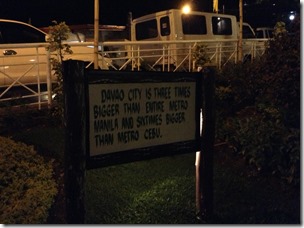 DAVAO CITY IS THREE TIMES
BIGGER THAN ENTIRE METRO
MANILA AND SIXTIMES BIGGER
THAN METRO CEBU.